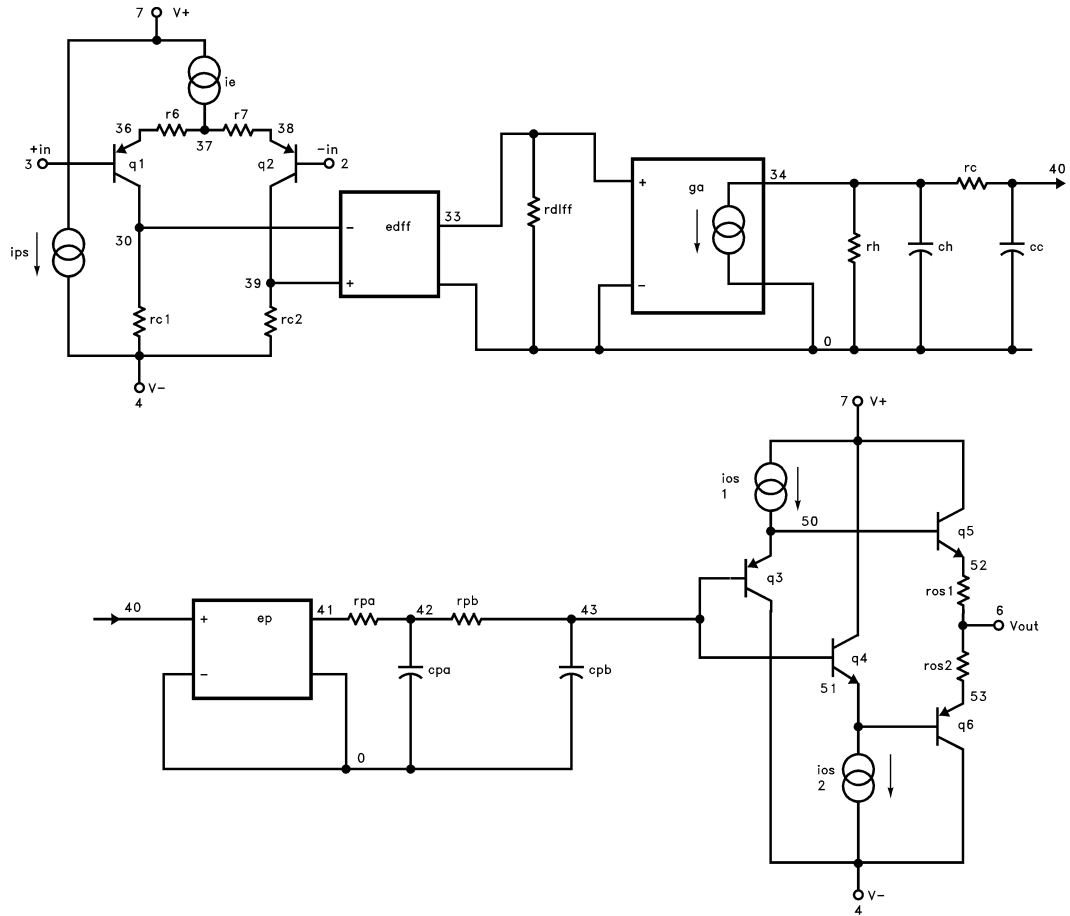 7 V+
ie
r6 r7
36 37 38
+in
3
q1 q2
-in
2
ips
30
39
rc1 rc2
V-
4
- edff
+
33
rdiff
+
-
ga
34
0
rh
ch
rc
cc
40
40
+ ep
-
41
rpa
42
rpb
43
cpa
cpb
0
7 V+
ios
1
50
q3
q4
51
q5
52
ros1
6
Vout
ros2
53
q6
ios
2
V-
4